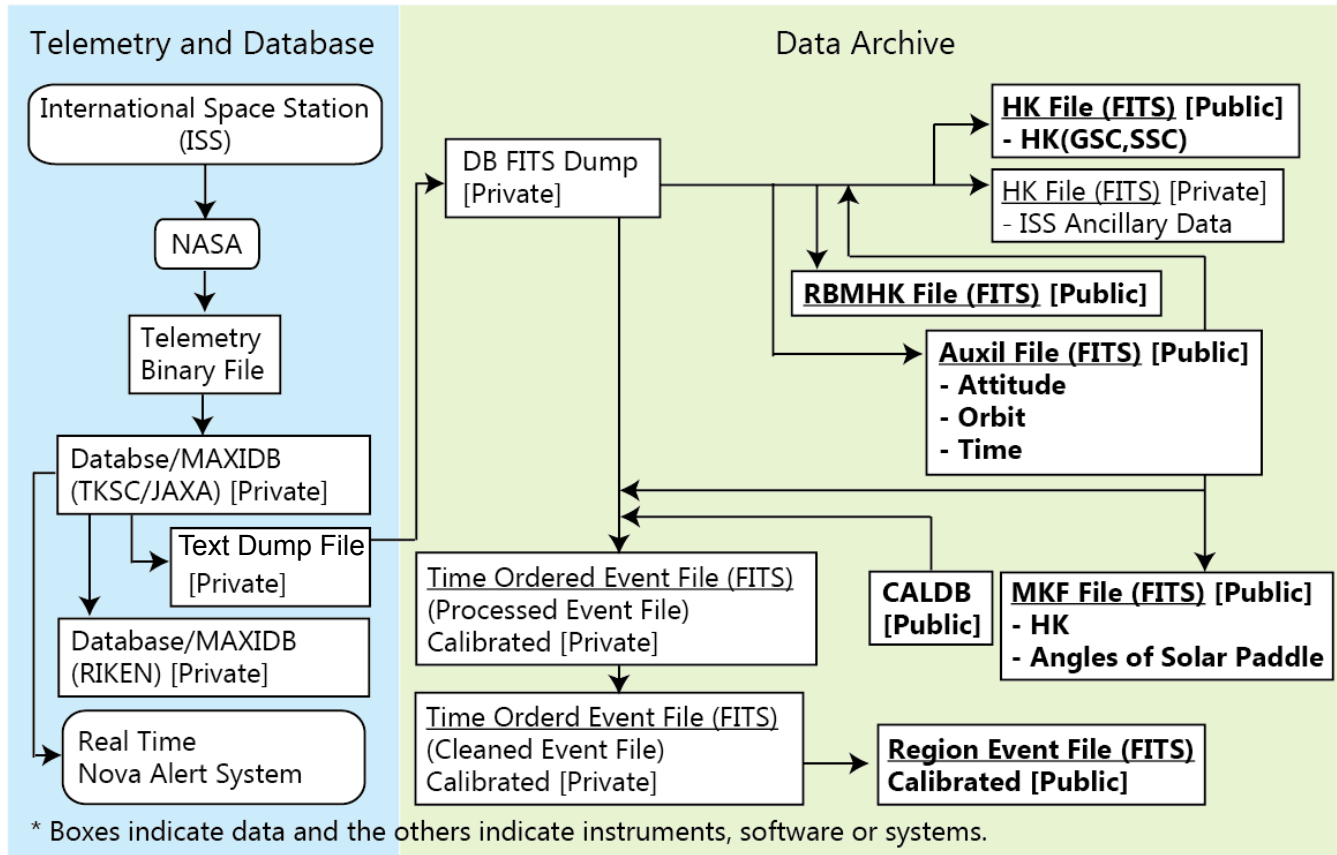 Telemetry and Database
International Space Station
(ISS)
NASA
Telemetry
Binary File
Databse/MAXIDB
(TKSC/JAXA) [Private]
Text Dump File
[Private]
Database/MAXIDB
(RIKEN) [Private]
Real Time
Nova Alert System
Data Archive
DB FITS Dump
[Private]
HK File (FITS) [Public]
- HK(GSC,SSC)
HK File (FITS) [Private]
- ISS Ancillary Data
RBMHK File (FITS) [Public]
Auxil File (FITS) [Public]
- Attitude
- Orbit
- Time
Time Ordered Event File (FITS)
(Processed Event File)
Calibrated [Private]
CALDB
[Public]
MKF File (FITS) [Public]
- HK
- Angles of Solar Paddle
Time Orderd Event File (FITS)
(Cleaned Event File)
Calibrated [Private]
Region Event File (FITS)
Calibrated [Public]
* Boxes indicate data and the others indicate instruments, software or systems.